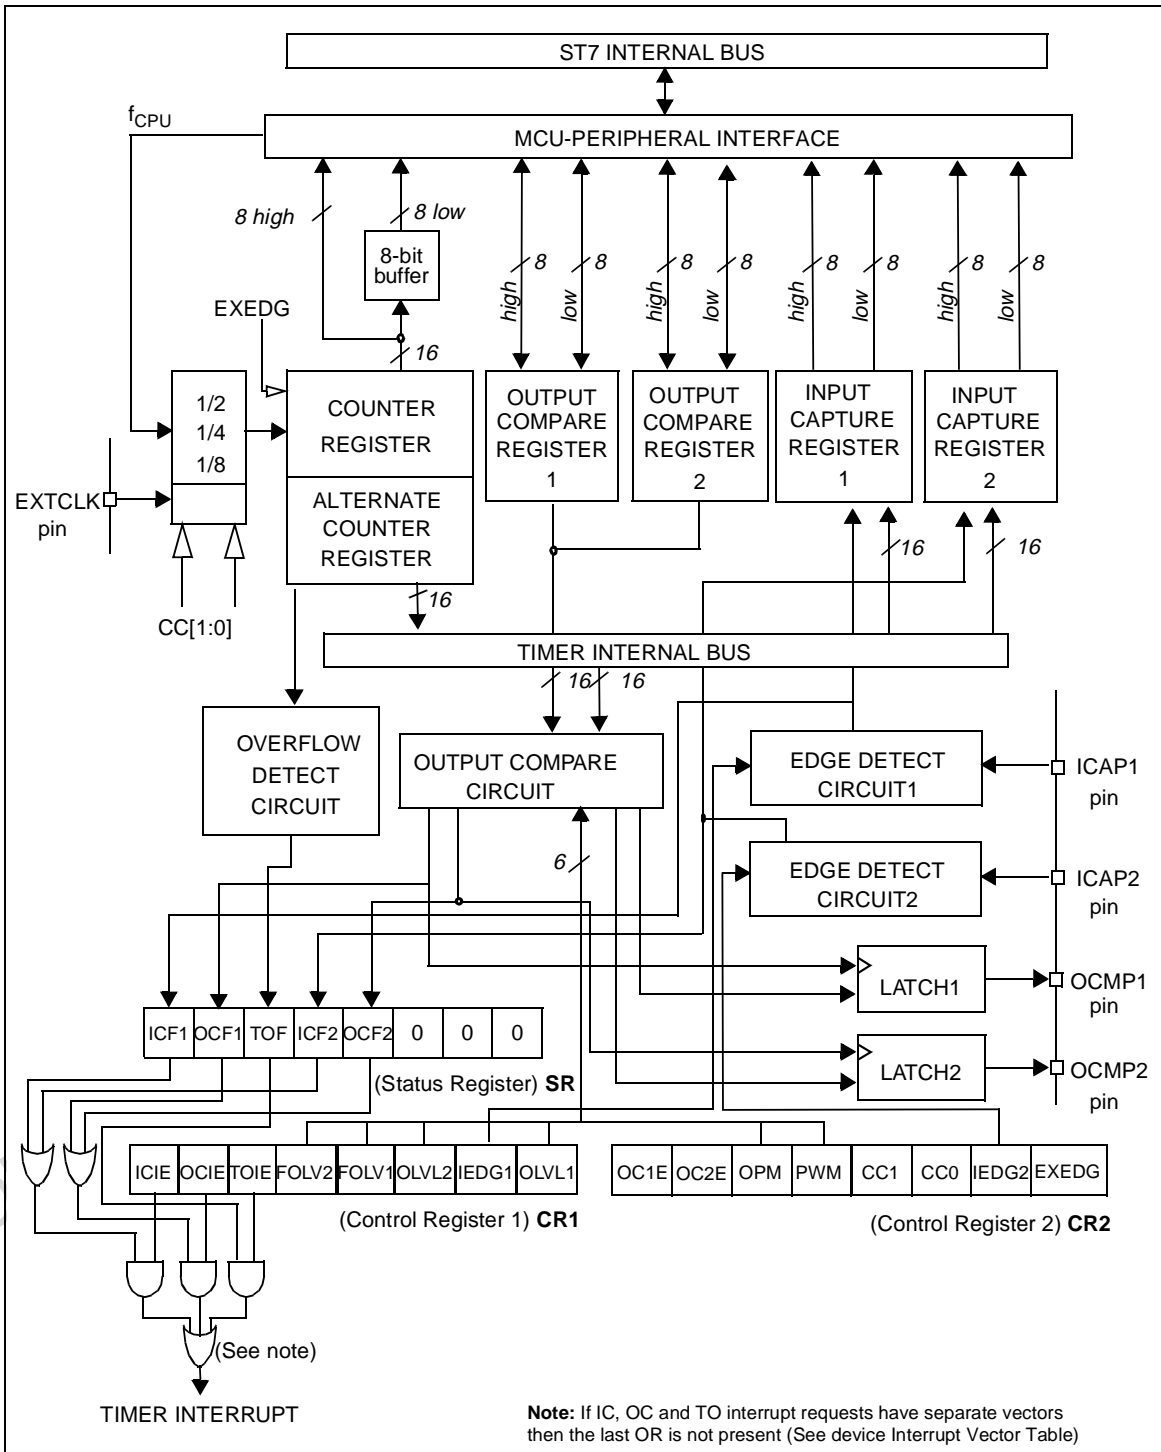 ST7 INTERNAL BUS
fCPU
MCU-PERIPHERAL INTERFACE
8 high
8 low
8-bit
buffer
high
8
low
8
high
8
low
8
high
8
low
8
high
8
low
8
EXEDG
16
1/2
1/4
1/8
COUNTER
REGISTER
ALTERNATE
COUNTER
REGISTER
OUTPUT
COMPARE
REGISTER
1
OUTPUT
COMPARE
REGISTER
2
INPUT
CAPTURE
REGISTER
1
INPUT
CAPTURE
REGISTER
2
EXTCLK
pin
16
16
16
CC[1:0]
TIMER INTERNAL BUS
16
16
OVERFLOW
DETECT
CIRCUIT
OUTPUT COMPARE
CIRCUIT
EDGE DETECT
CIRCUIT1
ICAP1
pin
6
EDGE DETECT
CIRCUIT2
ICAP2
pin
LATCH1
OCMP1
pin
ICF1 OCF1 TOF ICF2 OCF2 0 0 0
(Status Register) SR
LATCH2
OCMP2
pin
ICIE OCIE TOIE FOLV2 FOLV1 OLVL2 IEDG1 OLVL1
(Control Register 1) CR1
OC1E OC2E OPM PWM CC1 CC0 IEDG2 EXEDG
(Control Register 2) CR2
(See note)
TIMER INTERRUPT
Note: If IC, OC and TO interrupt requests have separate vectors
then the last OR is not present (See device Interrupt Vector Table)